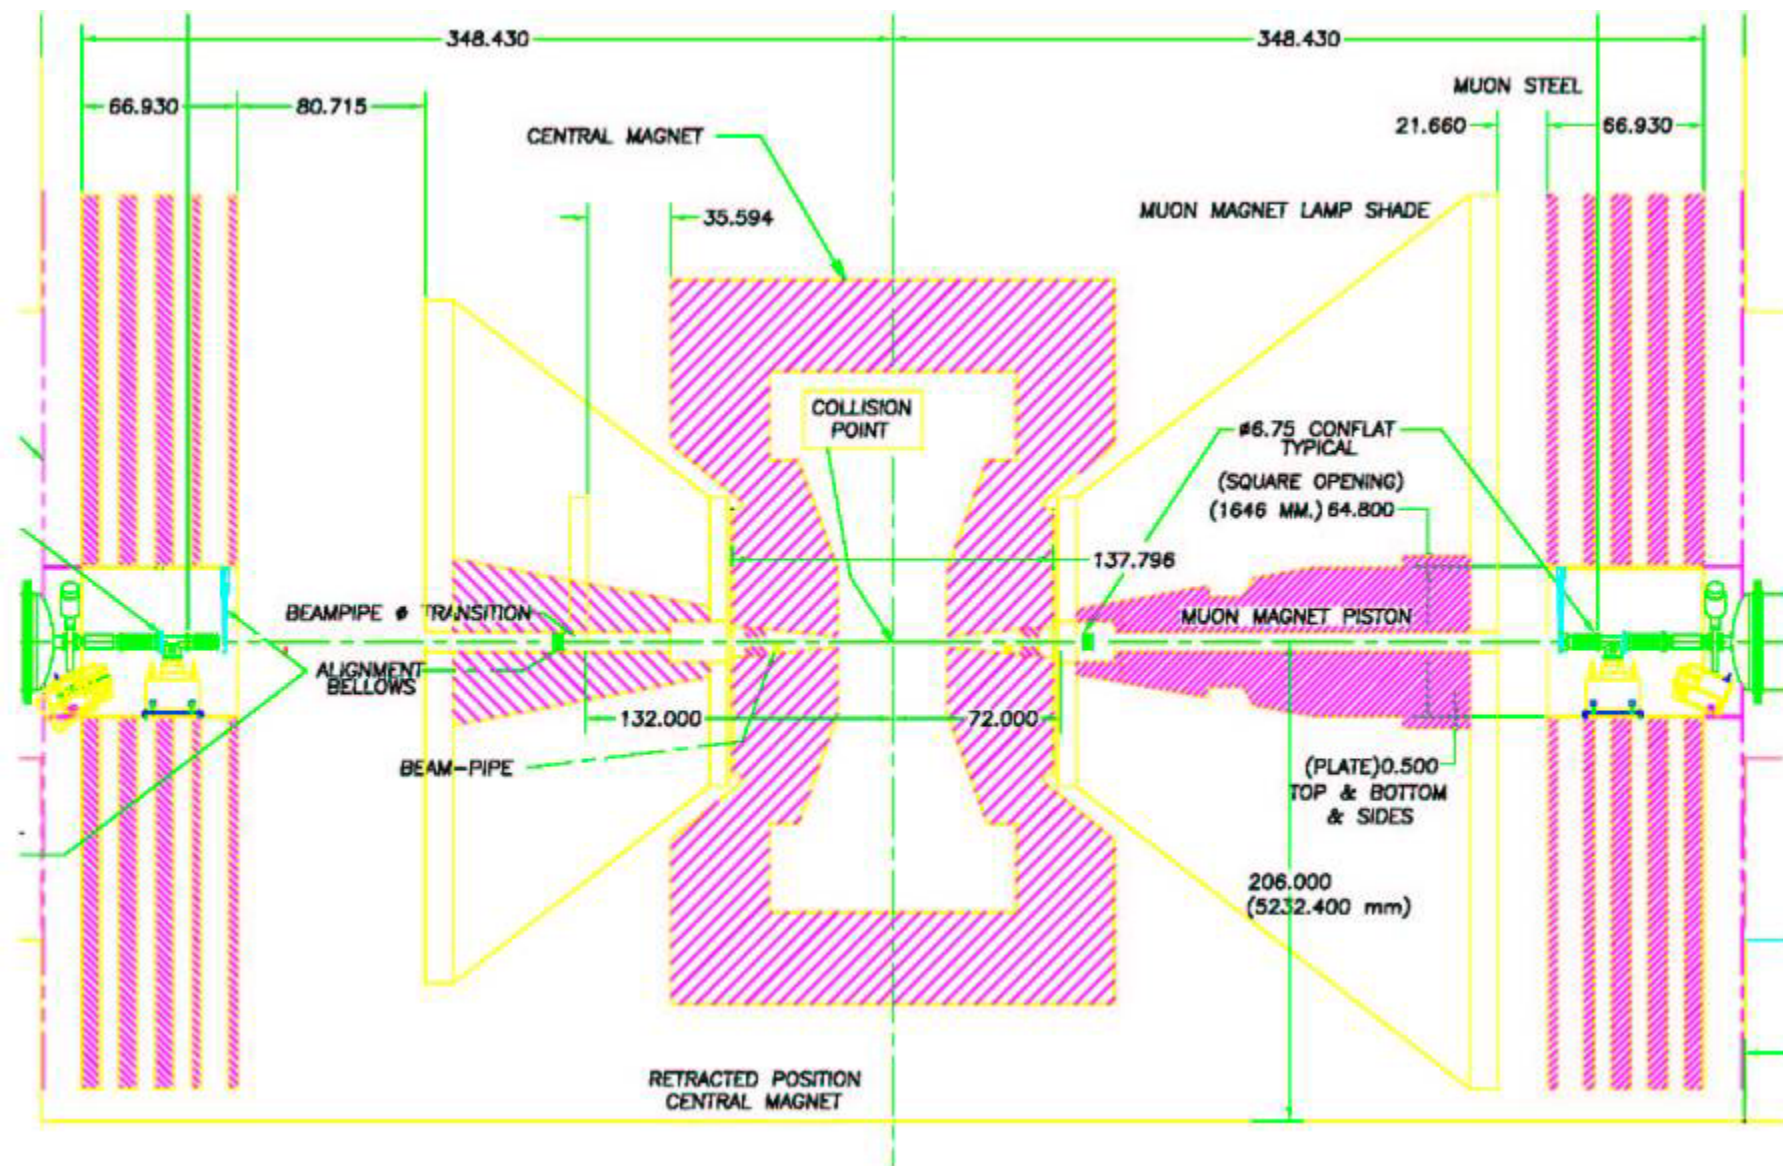 348.430
348.430
MUON STEEL
66.930
80.715
21.660
66.930
CENTRAL MAGNET
35.594
MUON MAGNET LAMP SHADE
COLLISION
POINT
ø6.75 CONFLAT
TYPICAL
(SQUARE OPENING)
(1646 MM.) 64.800
137.796
BEAMPIPE ø TRANSITION
MUON MAGNET PISTON
ALIGNMENT
BELLOWS
132.000
72.000
BEAM-PIPE
(PLATE)0.500
TOP & BOTTOM
& SIDES
206.000
(5232.400 mm)
RETRACTED POSITION
CENTRAL MAGNET